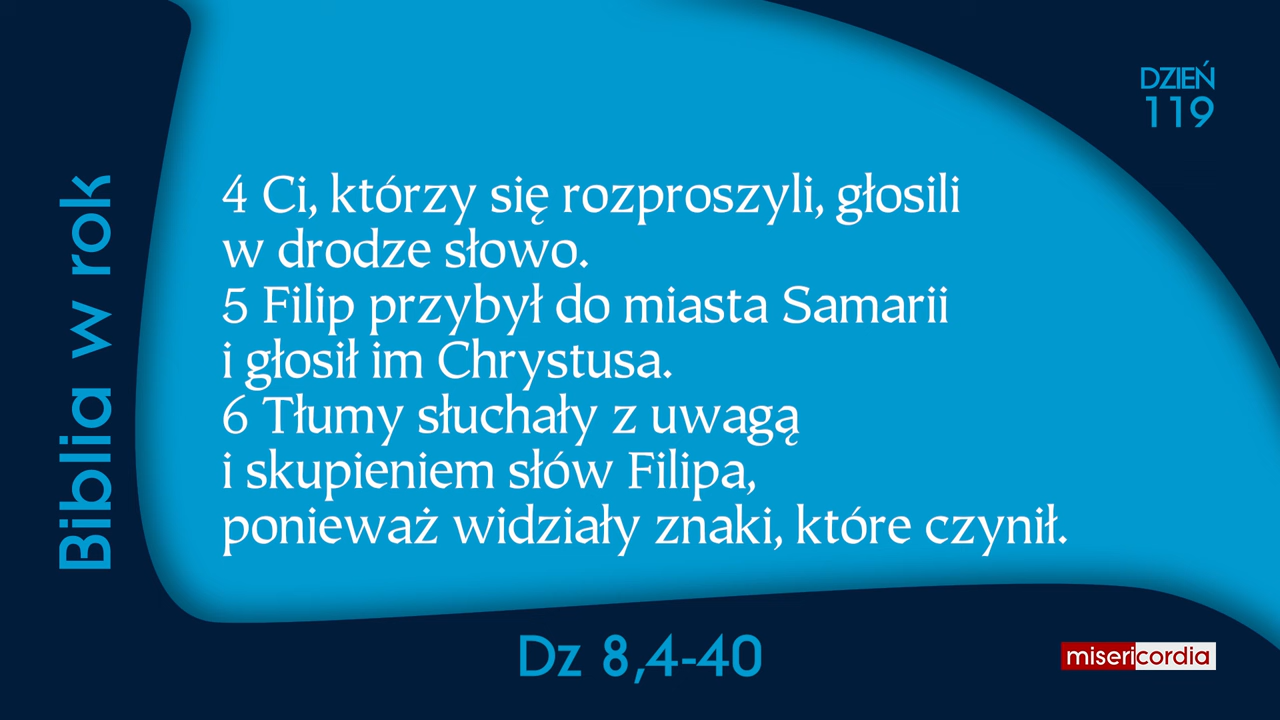 DZIEŃ
119
Biblia w rok
4 Ci, którzy się rozproszyli, głosili
w drodze słowo.
5 Filip przybył do miasta Samarii
i głosił im Chrystusa.
6 Tłumy słuchały z uwagą
i skupieniem słów Filipa,
ponieważ widziały znaki, które czynił.
Dz 8,4-40
misericordia